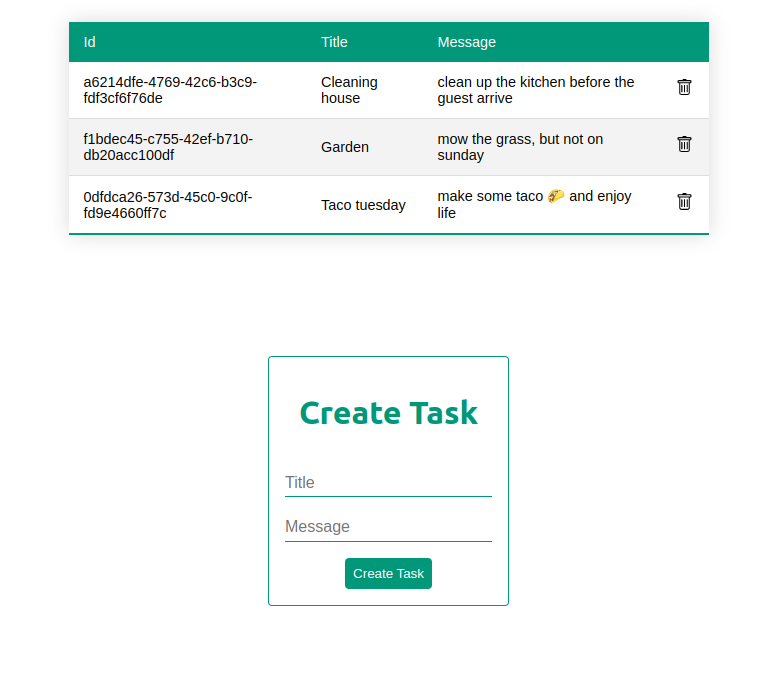 Id Title Message
a6214dfe-4769-42c6-b3c9-
fdf3cf6f76de
Cleaning
house
clean up the kitchen before the
guest arrive
f1bdec45-c755-42ef-b710-
db20acc100df
Garden
mow the grass, but not on
sunday
0dfdca26-573d-45c0-9c0f-
fd9e4660ff7c
Taco tuesday
make some taco 🌮 and enjoy
life
Create Task
Title
Message
Create Task